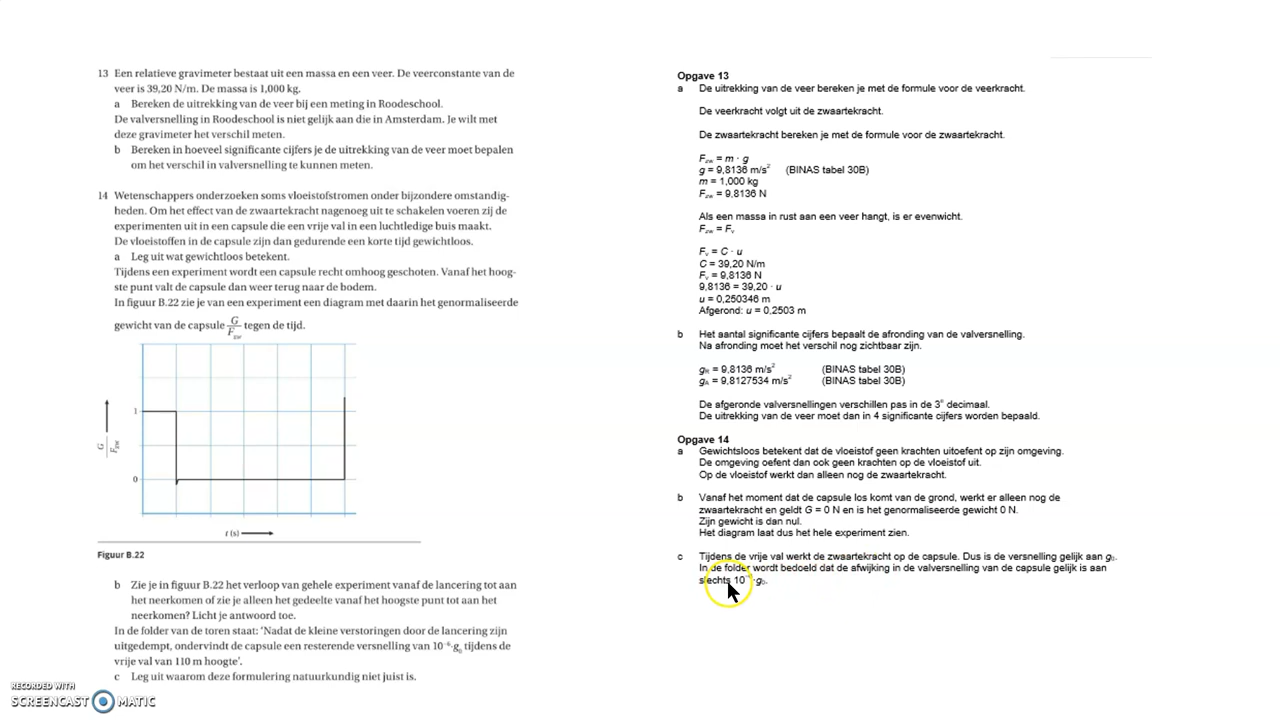 13 Een relatieve gravimeter bestaat uit een massa en een veer. De veerconstante van de
veer is 39,20 N/m. De massa is 1,000 kg.
a Bereken de uitrekking van de veer bij een meting in Roodeschool.
De valversnelling in Roodeschool is niet gelijk aan die in Amsterdam. Je wilt met
deze gravimeter het verschil meten.
b Bereken in hoeveel significante cijfers je de uitrekking van de veer moet bepalen
om het verschil in valversnelling te kunnen meten.
14 Wetenschappers onderzoeken soms vloeistofstromen onder bijzondere omstandig-
heden. Om het effect van de zwaartekracht nagenoeg uit te schakelen voeren zij de
experimenten uit in een capsule die een vrije val in een luchtledige buis maakt.
De vloeistoffen in de capsule zijn dan gedurende een korte tijd gewichtloos.
a Leg uit wat gewichtloos betekent.
Tijdens een experiment wordt een capsule recht omhoog geschoten. Vanaf het hoog-
ste punt valt de capsule dan weer terug naar de bodem.
In figuur B.22 zie je van een experiment een diagram met daarin het genormaliseerde
gewicht van de capsule G/Fzw tegen de tijd.
1
G/Fzw
0
t (s)
Figuur B.22
b Zie je in figuur B.22 het verloop van gehele experiment vanaf de lancering tot aan
het neerkomen of zie je alleen het gedeelte vanaf het hoogste punt tot aan het
neerkomen? Licht je antwoord toe.
In de folder van de toren staat: 'Nadat de kleine verstoringen door de lancering zijn
uitgedempt, ondervindt de capsule een resterende versnelling van 10⁻⁶·g₀ tijdens de
vrije val van 110 m hoogte'.
c Leg uit waarom deze formulering natuurkundig niet juist is.
RECORDED WITH
SCREENCAST MATIC
Opgave 13
a De uitrekking van de veer bereken je met de formule voor de veerkracht.
De veerkracht volgt uit de zwaartekracht.
De zwaartekracht bereken je met de formule voor de zwaartekracht.
Fzw = m · g
g = 9,8136 m/s² (BINAS tabel 30B)
m = 1,000 kg
Fzw = 9,8136 N
Als een massa in rust aan een veer hangt, is er evenwicht.
Fzw = Fv
Fv = C · u
C = 39,20 N/m
Fv = 9,8136 N
9,8136 = 39,20 · u
u = 0,250346 m
Afgerond: u = 0,2503 m
b Het aantal significante cijfers bepaalt de afronding van de valversnelling.
Na afronding moet het verschil nog zichtbaar zijn.
gR = 9,8136 m/s² (BINAS tabel 30B)
gA = 9,8127534 m/s² (BINAS tabel 30B)
De afgeronde valversnellingen verschillen pas in de 3ᵉ decimaal.
De uitrekking van de veer moet dan in 4 significante cijfers worden bepaald.
Opgave 14
a Gewichtsloos betekent dat de vloeistof geen krachten uitoefent op zijn omgeving.
De omgeving oefent dan ook geen krachten op de vloeistof uit.
Op de vloeistof werkt dan alleen nog de zwaartekracht.
b Vanaf het moment dat de capsule los komt van de grond, werkt er alleen nog de
zwaartekracht en geldt G = 0 N en is het genormaliseerde gewicht 0 N.
Zijn gewicht is dan nul.
Het diagram laat dus het hele experiment zien.
c Tijdens de vrije val werkt de zwaartekracht op de capsule. Dus is de versnelling gelijk aan g₀.
In de folder wordt bedoeld dat de afwijking in de valversnelling van de capsule gelijk is aan
slechts 10 · g₀.